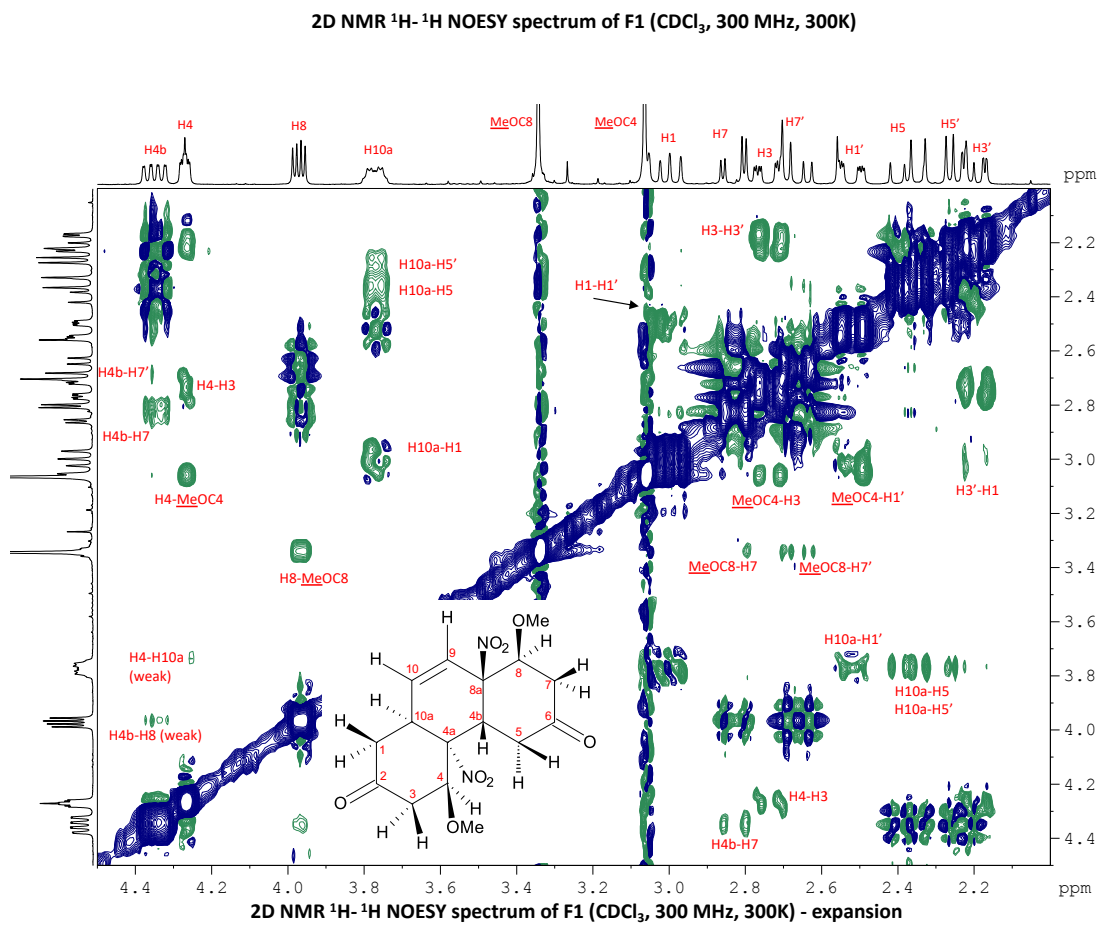 2D NMR ¹H- ¹H NOESY spectrum of F1 (CDCl₃, 300 MHz, 300K)
H4b H4 H8 H10a MeOC8 MeOC4 H1 H7 H3 H7’ H1’ H5 H5’ H3’
ppm
H3-H3’
H10a-H5’
H10a-H5
H1-H1’
H4b-H7’
H4-H3
H4b-H7
H10a-H1
H4-MeOC4
MeOC4-H3
MeOC4-H1’
H3’-H1
H8-MeOC8
MeOC8-H7
MeOC8-H7’
H4-H10a
(weak)
H10a-H1’
H10a-H5
H10a-H5’
H4b-H8 (weak)
H4-H3
H4b-H7
2.2
2.4
2.6
2.8
3.0
3.2
3.4
3.6
3.8
4.0
4.2
4.4
H H NO₂ OMe H
10 9 8
8a 7 H H
H 10a 4b 6
H 4a 5 O
H 1 H H H
2 4 NO₂
O 3 H
H H OMe
4.4 4.2 4.0 3.8 3.6 3.4 3.2 3.0 2.8 2.6 2.4 2.2 ppm
2D NMR ¹H- ¹H NOESY spectrum of F1 (CDCl₃, 300 MHz, 300K) - expansion